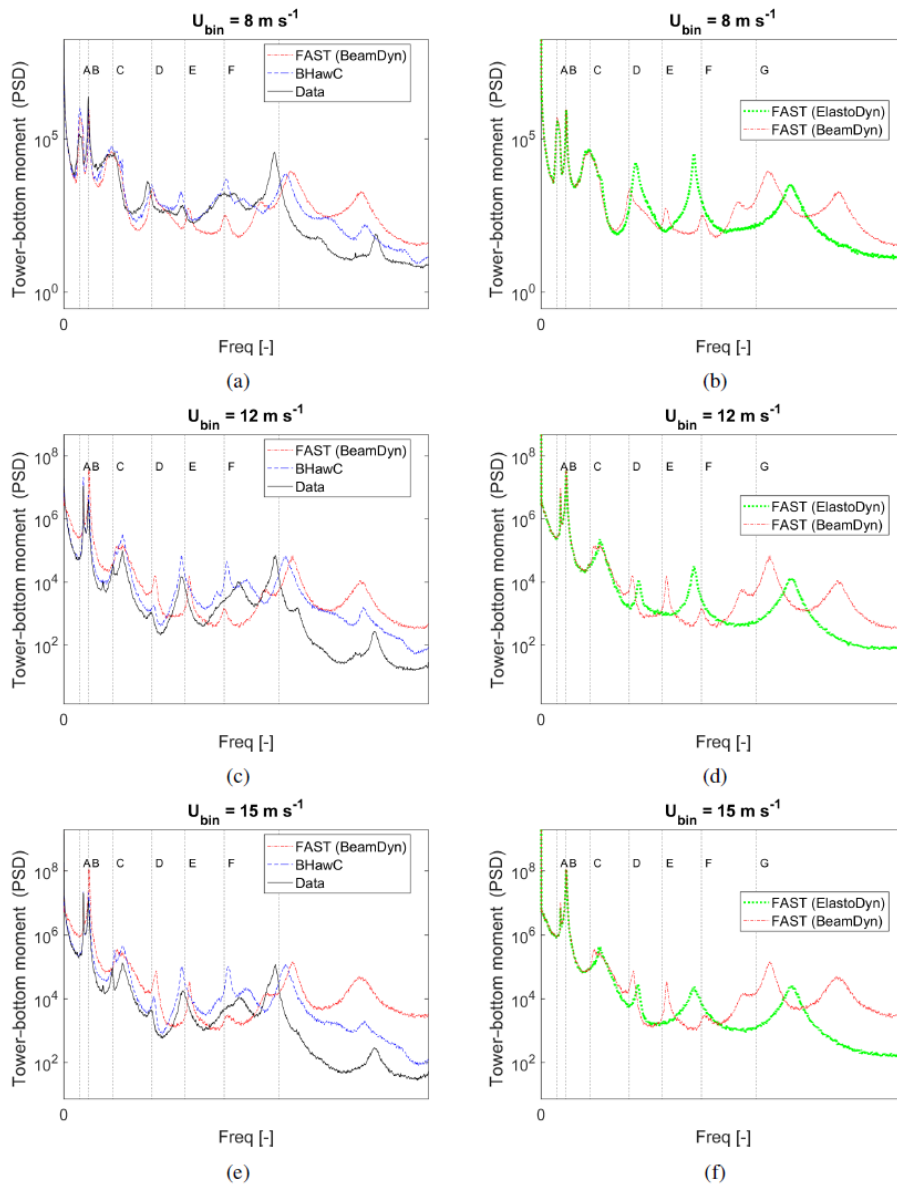 U_bin = 8 m s^-1
Tower-bottom moment (PSD)
10^5
10^0
A B C D E F
FAST (BeamDyn)
BHawC
Data
0
Freq [-]
(a)
U_bin = 8 m s^-1
Tower-bottom moment (PSD)
10^5
10^0
A B C D E F G
FAST (ElastoDyn)
FAST (BeamDyn)
0
Freq [-]
(b)
U_bin = 12 m s^-1
Tower-bottom moment (PSD)
10^8
10^6
10^4
10^2
A B C D E F
FAST (BeamDyn)
BHawC
Data
0
Freq [-]
(c)
U_bin = 12 m s^-1
Tower-bottom moment (PSD)
10^8
10^6
10^4
10^2
A B C D E F G
FAST (ElastoDyn)
FAST (BeamDyn)
0
Freq [-]
(d)
U_bin = 15 m s^-1
Tower-bottom moment (PSD)
10^8
10^6
10^4
10^2
A B C D E F
FAST (BeamDyn)
BHawC
Data
0
Freq [-]
(e)
U_bin = 15 m s^-1
Tower-bottom moment (PSD)
10^8
10^6
10^4
10^2
A B C D E F G
FAST (ElastoDyn)
FAST (BeamDyn)
0
Freq [-]
(f)